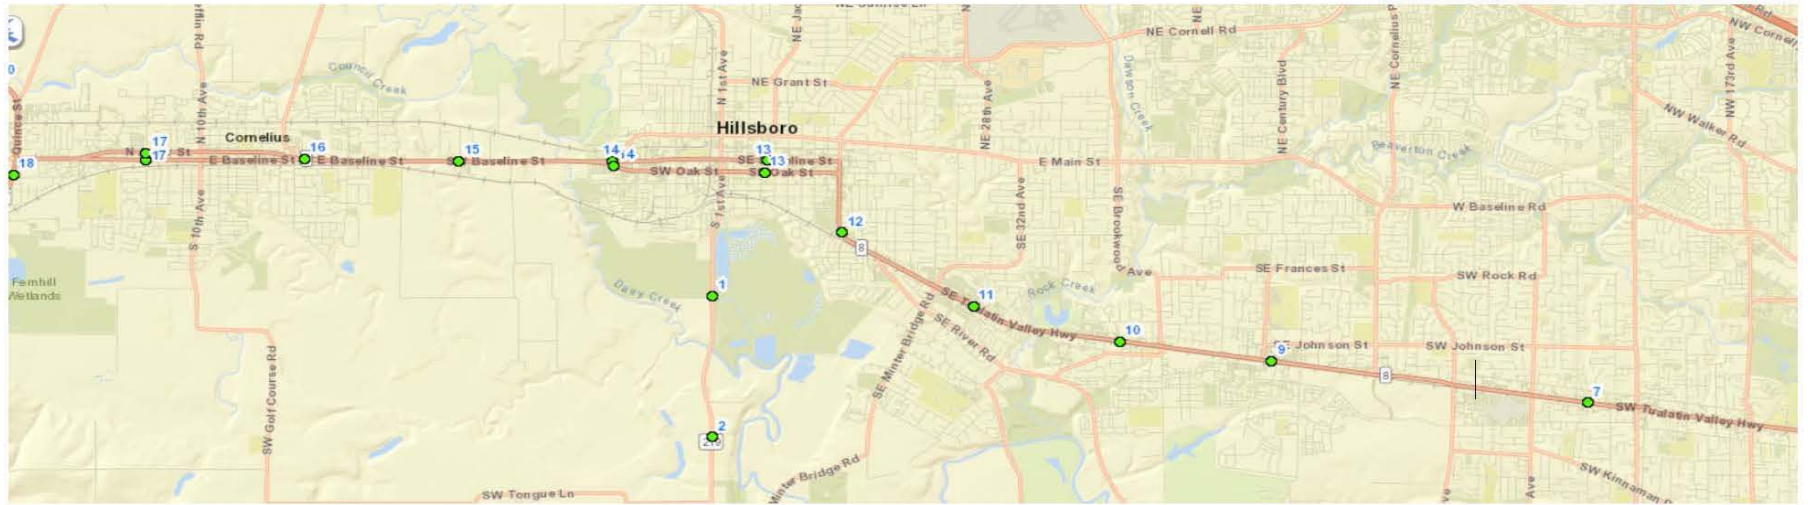 NE Cornell Rd
NW Cornell
NE Grant St
Council Creek
Dawson Creek
N 1st Ave
NE 28th Ave
NE Century Blvd
NE Cornelius P
NW 173rd Ave
NW Walker Rd
Quince St
N 10th Ave
Cornelius
Hillsboro
Beaverton Creek
0
18
17
17
16
15
14
14
13
13
E Baseline St
E Baseline St
Baseline St
SW Oak St
Oak St
E Main St
W Baseline Rd
S 10th Ave
S 1st Ave
SE 32nd Ave
SE Brookwood Ave
12
8
SE Frances St
SW Rock Rd
Fernhill
Wetlands
Dairy Creek
Rock Creek
1
11
SE Tualatin Valley Hwy
SE River Rd
SE Minter Bridge Rd
10
9
SE Johnson St
SW Johnson St
8
7
SW Tualatin Valley Hwy
SW Golf Course Rd
2
219
Minter Bridge Rd
SW Kinnaman
SW Tongue Ln
Ave